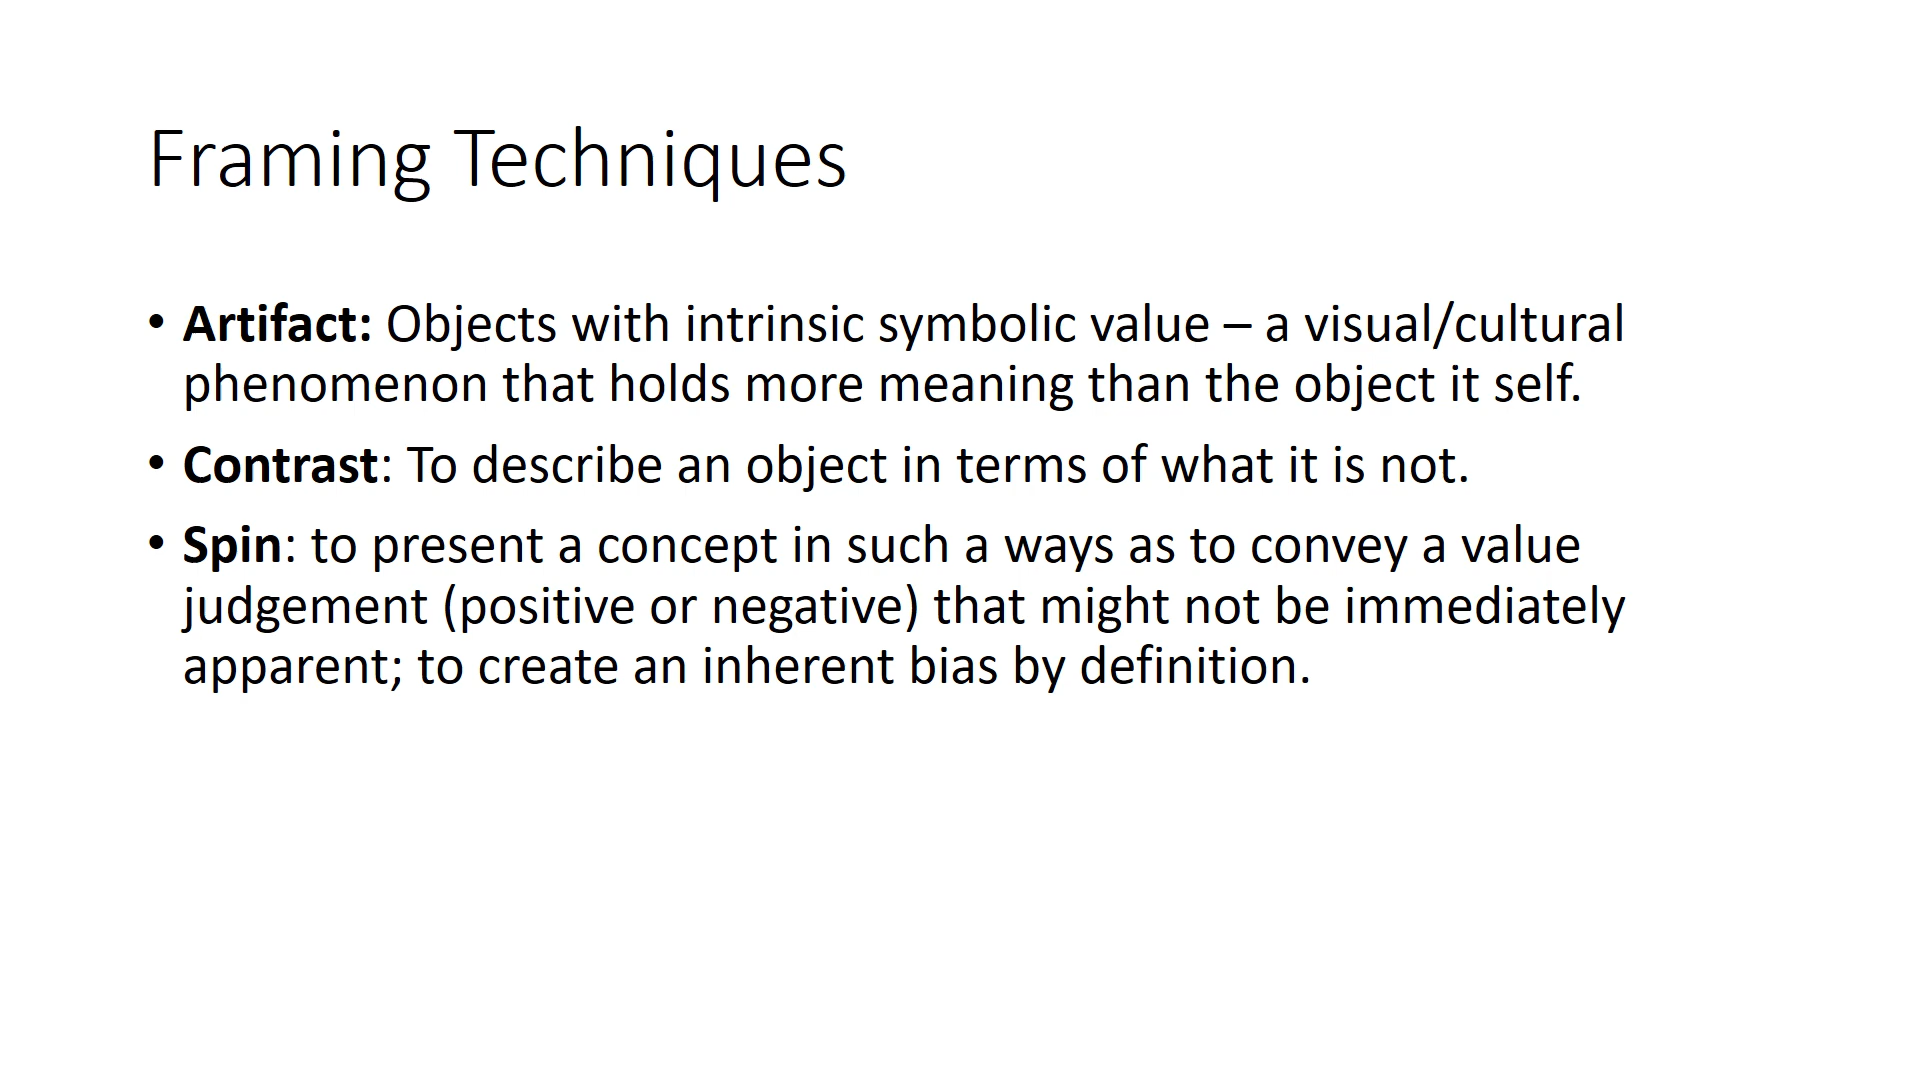 Framing Techniques
• Artifact: Objects with intrinsic symbolic value – a visual/cultural
phenomenon that holds more meaning than the object it self.
• Contrast: To describe an object in terms of what it is not.
• Spin: to present a concept in such a ways as to convey a value
judgement (positive or negative) that might not be immediately
apparent; to create an inherent bias by definition.